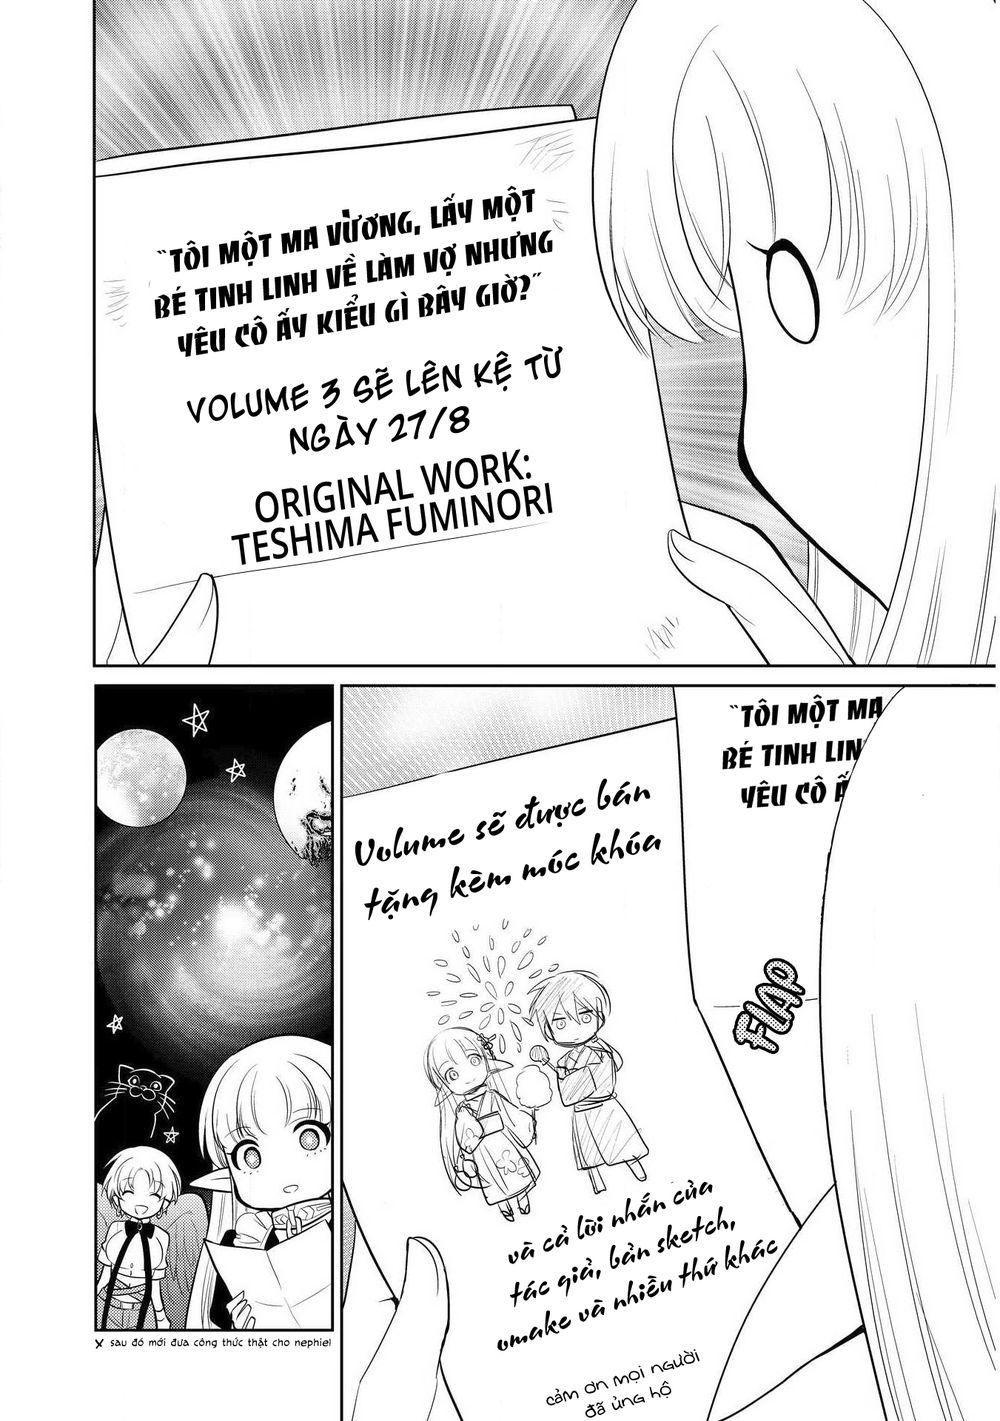 "TÔI MỘT MA VƯƠNG, LẤY MỘT
BÉ TINH LINH VỀ LÀM VỢ NHƯNG
YÊU CÔ ẤY KIỂU GÌ BÂY GIỜ?"
VOLUME 3 SẼ LÊN KỆ TỪ
NGÀY 27/8
ORIGINAL WORK:
TESHIMA FUMINORI
"TÔI MỘT MA
BÉ TINH LIN
YÊU CÔ Ấ
Volume sẽ được bán
tặng kèm móc khóa
FLAP
và cả lời nhắn của
tác giả, bản sketch,
omake và nhiều thứ khác
cảm ơn mọi người
đã ủng hộ
X sau đó mới đưa công thức thật cho nephiel